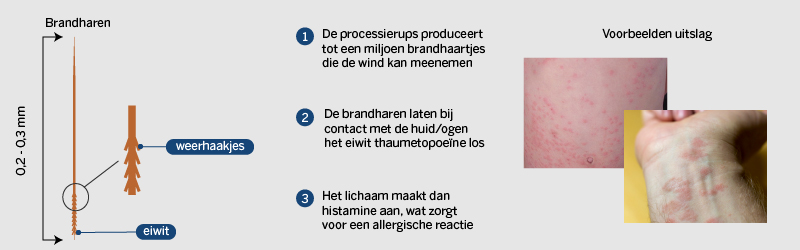 Brandharen
0,2 - 0,3 mm
weerhaakjes
eiwit
1 De processierups produceert
tot een miljoen brandhaartjes
die de wind kan meenemen
2 De brandharen laten bij
contact met de huid/ogen
het eiwit thaumetopoeïne los
3 Het lichaam maakt dan
histamine aan, wat zorgt
voor een allergische reactie
Voorbeelden uitslag